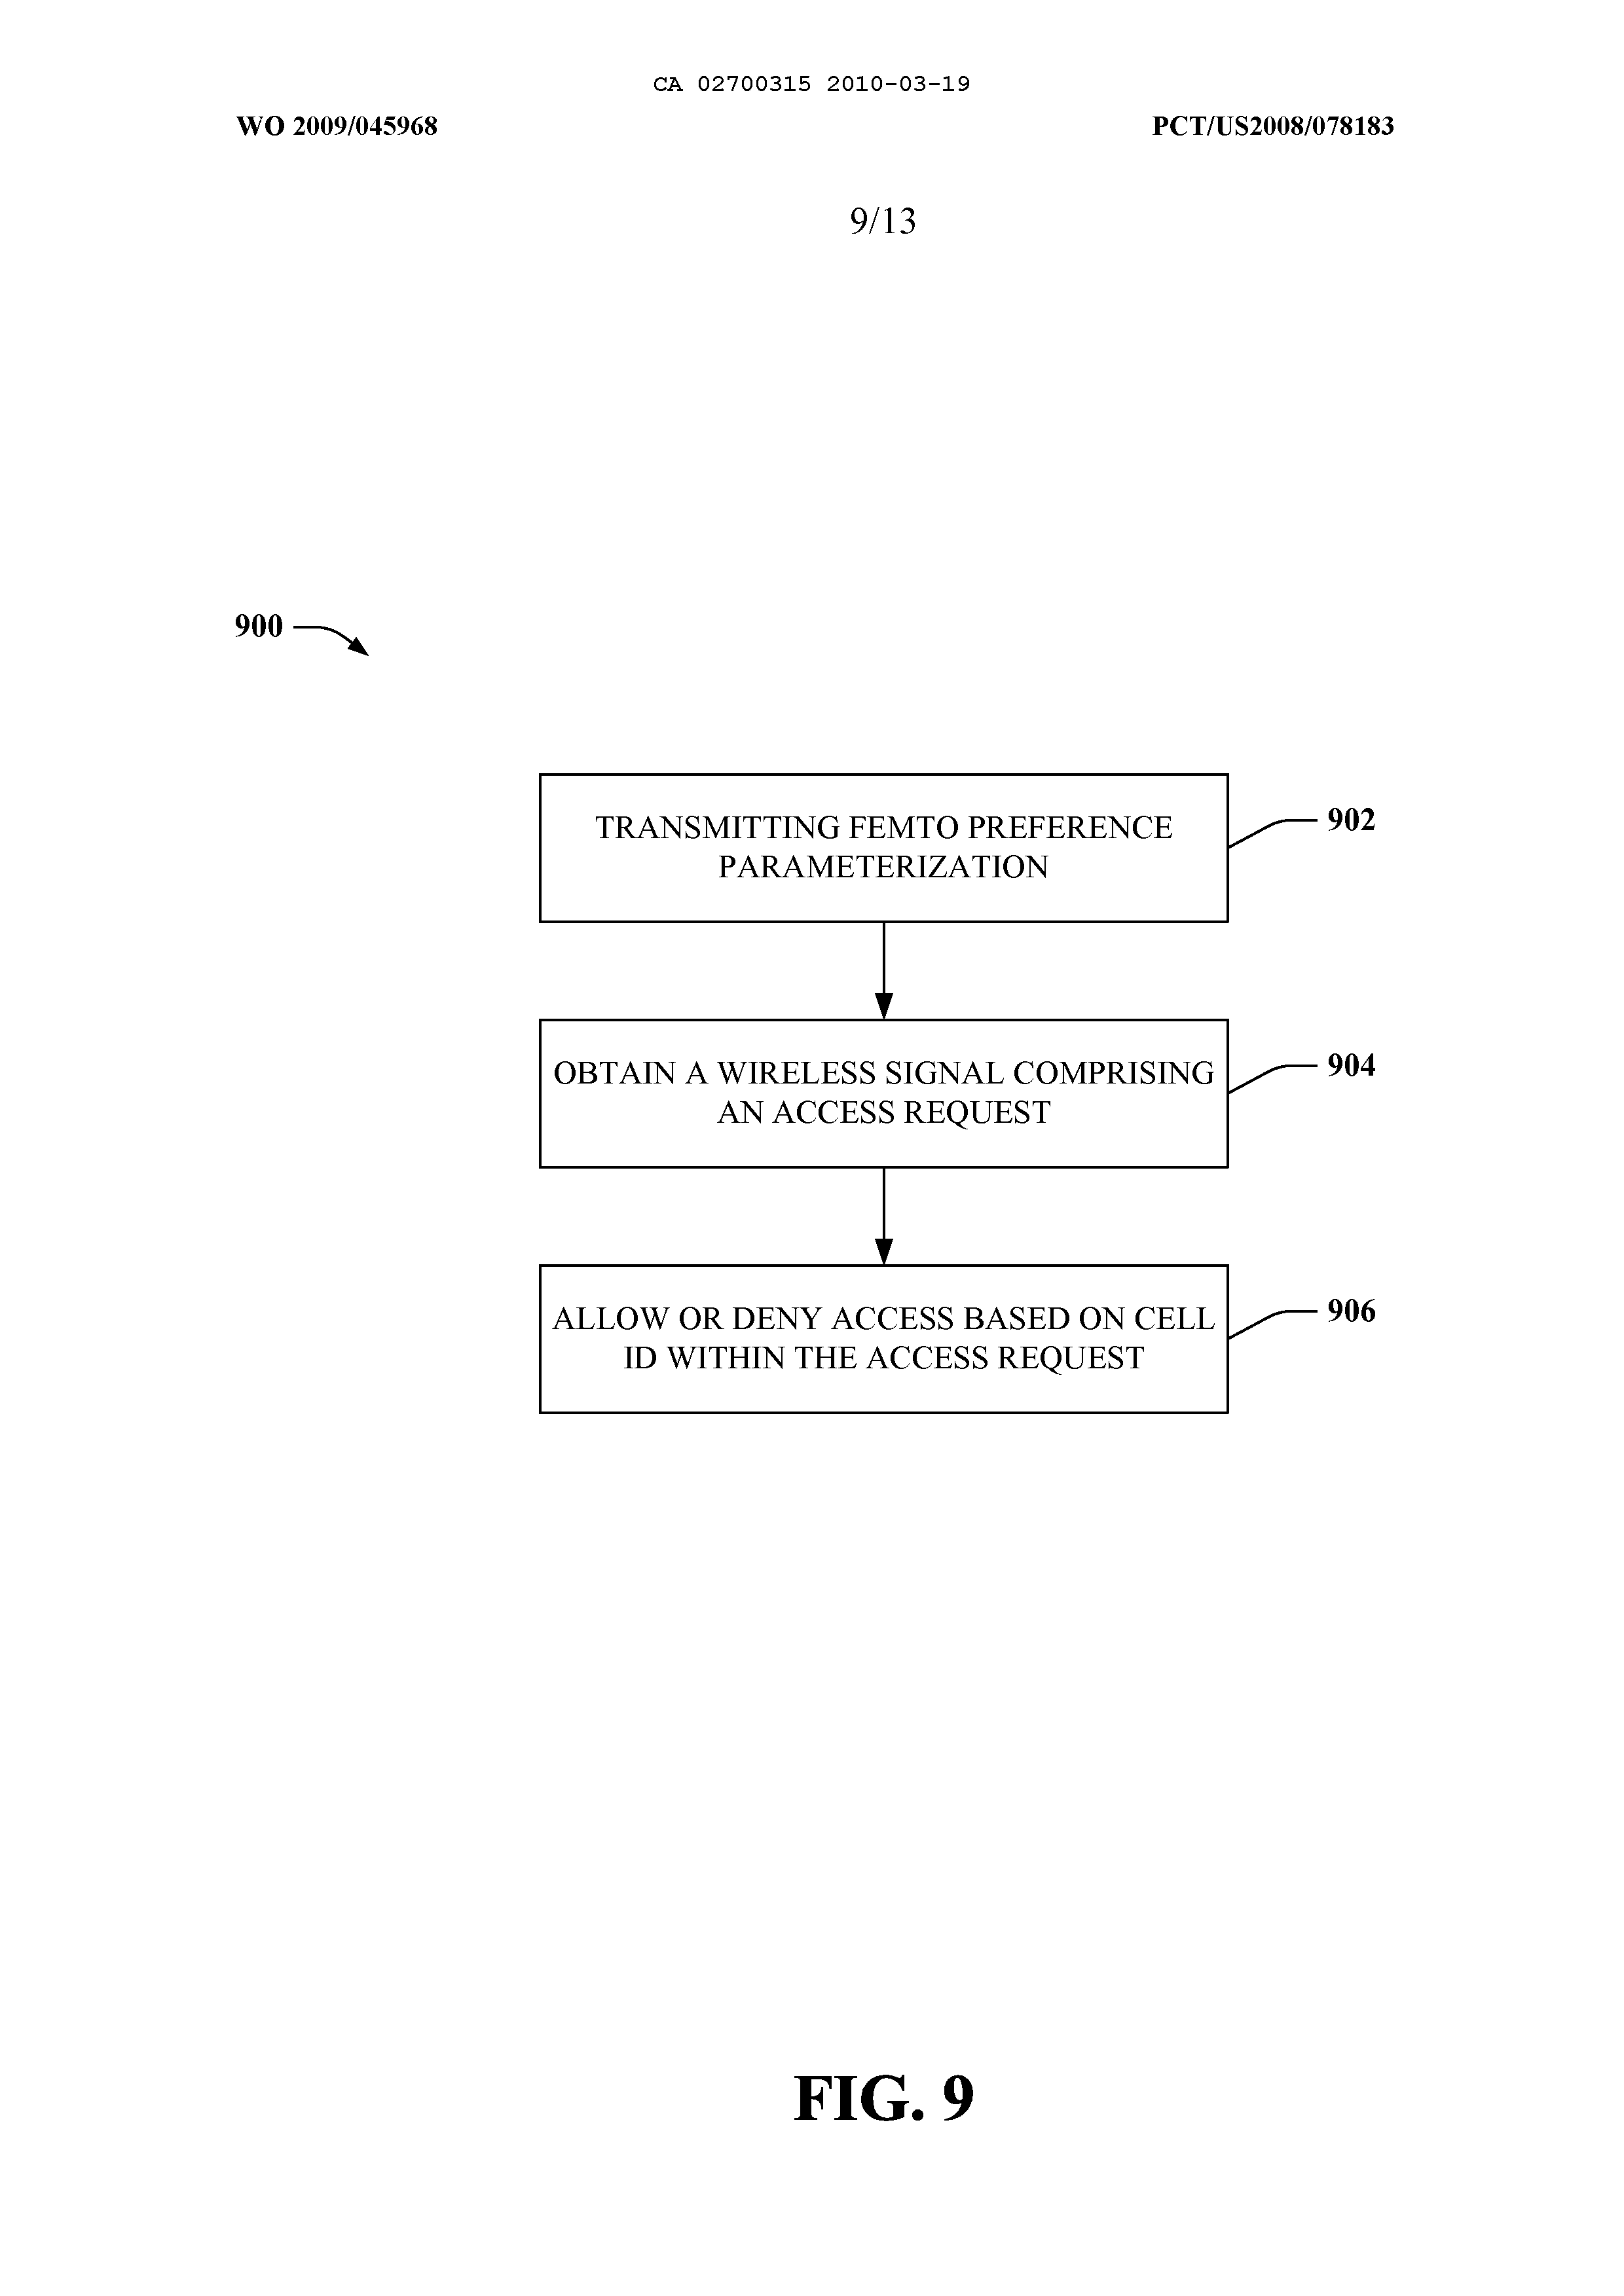 CA 02700315 2010-03-19
WO 2009/045968
PCT/US2008/078183
9/13
900
TRANSMITTING FEMTO PREFERENCE
PARAMETERIZATION
902
OBTAIN A WIRELESS SIGNAL COMPRISING
AN ACCESS REQUEST
904
ALLOW OR DENY ACCESS BASED ON CELL
ID WITHIN THE ACCESS REQUEST
906
FIG. 9